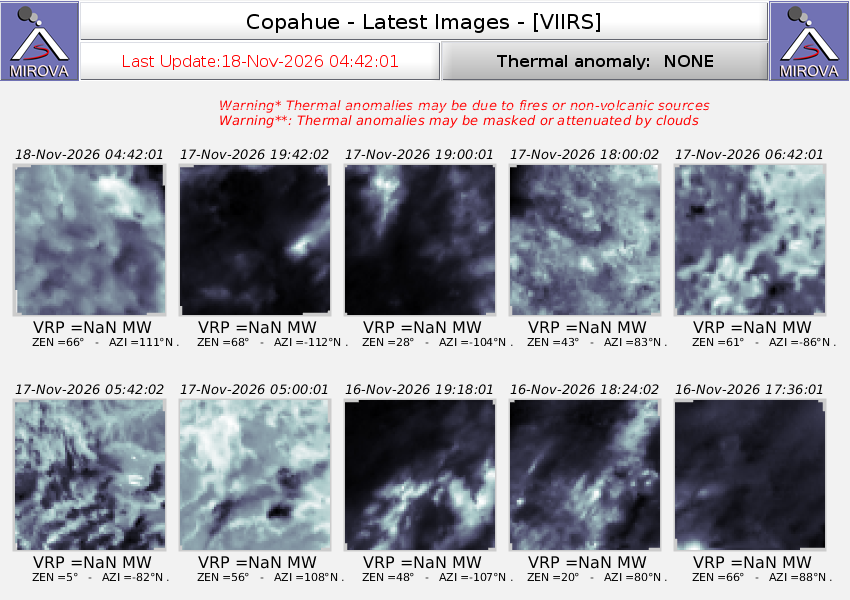 Copahue - Latest Images - [VIIRS]
MIROVA
Last Update:18-Nov-2026 04:42:01
Thermal anomaly: NONE
MIROVA
Warning* Thermal anomalies may be due to fires or non-volcanic sources
Warning**: Thermal anomalies may be masked or attenuated by clouds
18-Nov-2026 04:42:01 17-Nov-2026 19:42:02 17-Nov-2026 19:00:01 17-Nov-2026 18:00:02 17-Nov-2026 06:42:01
VRP =NaN MW VRP =NaN MW VRP =NaN MW VRP =NaN MW VRP =NaN MW
ZEN =66° - AZI =111°N . ZEN =68° - AZI =-112°N . ZEN =28° - AZI =-104°N . ZEN =43° - AZI =83°N . ZEN =61° - AZI =-86°N .
17-Nov-2026 05:42:02 17-Nov-2026 05:00:01 16-Nov-2026 19:18:01 16-Nov-2026 18:24:02 16-Nov-2026 17:36:01
VRP =NaN MW VRP =NaN MW VRP =NaN MW VRP =NaN MW VRP =NaN MW
ZEN =5° - AZI =-82°N . ZEN =56° - AZI =108°N . ZEN =48° - AZI =-107°N . ZEN =20° - AZI =80°N . ZEN =66° - AZI =88°N .